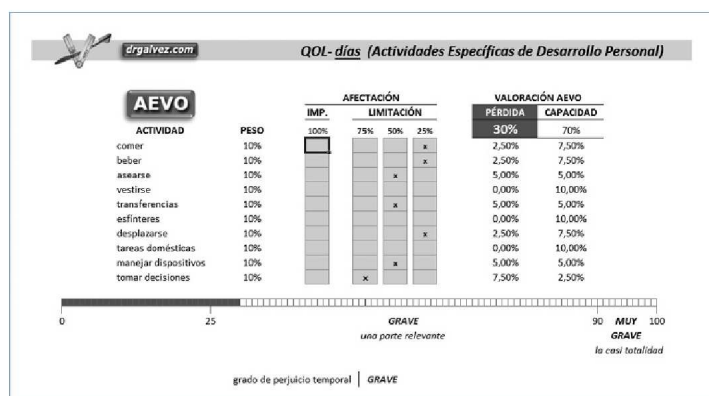 drgalvez.com QOL- días (Actividades Específicas de Desarrollo Personal)
AEVO AFECTACIÓN VALORACIÓN AEVO
IMP. LIMITACIÓN PÉRDIDA CAPACIDAD
ACTIVIDAD PESO 100% 75% 50% 25% 30% 70%
comer 10% x 2,50% 7,50%
beber 10% x 2,50% 7,50%
asearse 10% x 5,00% 5,00%
vestirse 10% 0,00% 10,00%
transferencias 10% x 5,00% 5,00%
esfínteres 10% 0,00% 10,00%
desplazarse 10% x 2,50% 7,50%
tareas domésticas 10% 0,00% 10,00%
manejar dispositivos 10% x 5,00% 5,00%
tomar decisiones 10% x 7,50% 2,50%
0 25 GRAVE 90 MUY 100
una parte relevante GRAVE
la casi totalidad
grado de perjuicio temporal GRAVE